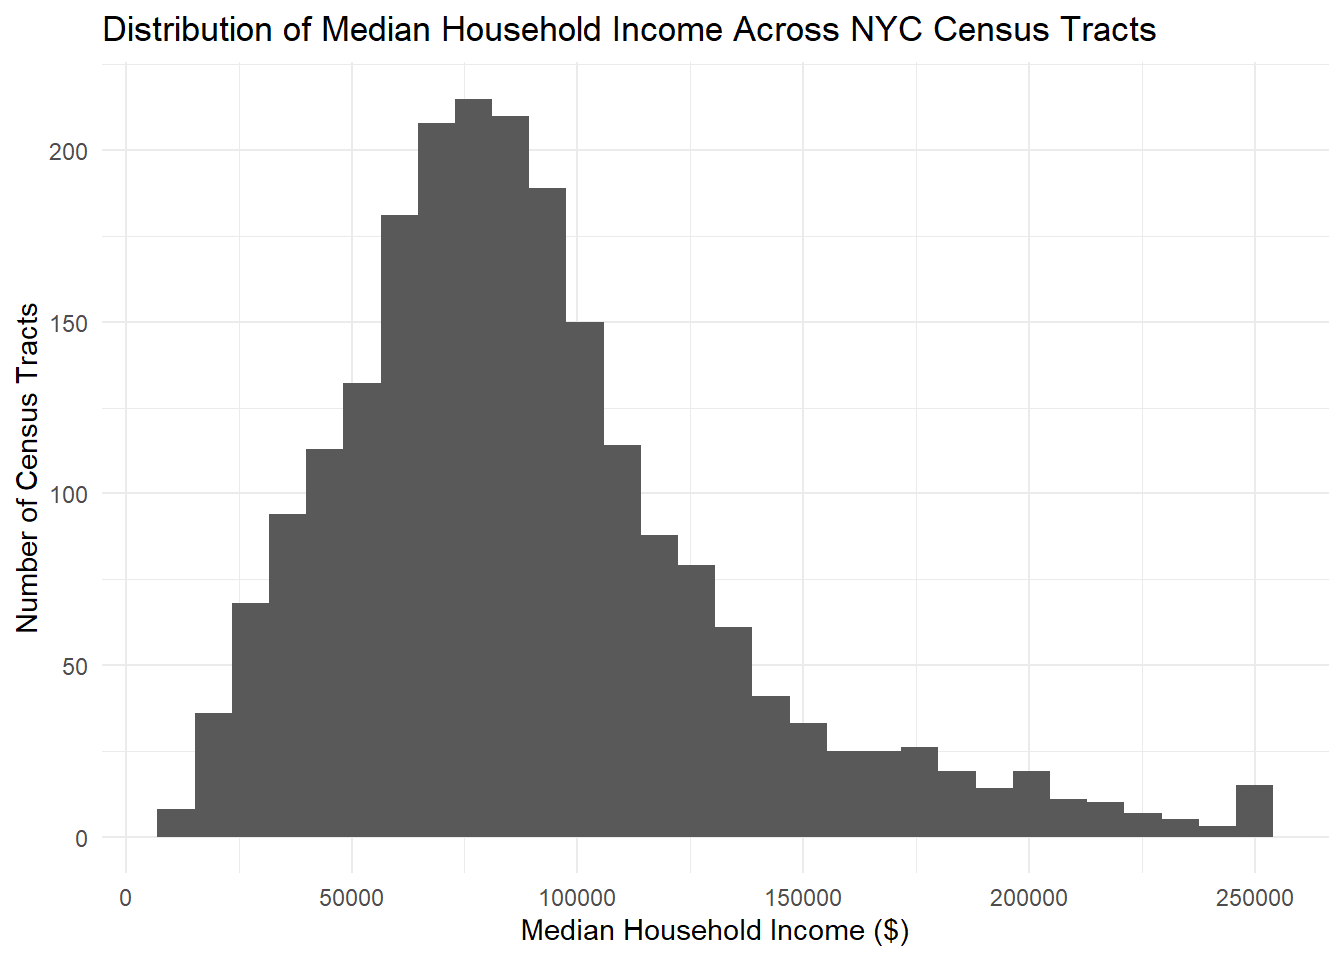 Distribution of Median Household Income Across NYC Census Tracts
Number of Census Tracts
200
150
100
50
0
0 50000 100000 150000 200000 250000
Median Household Income ($)